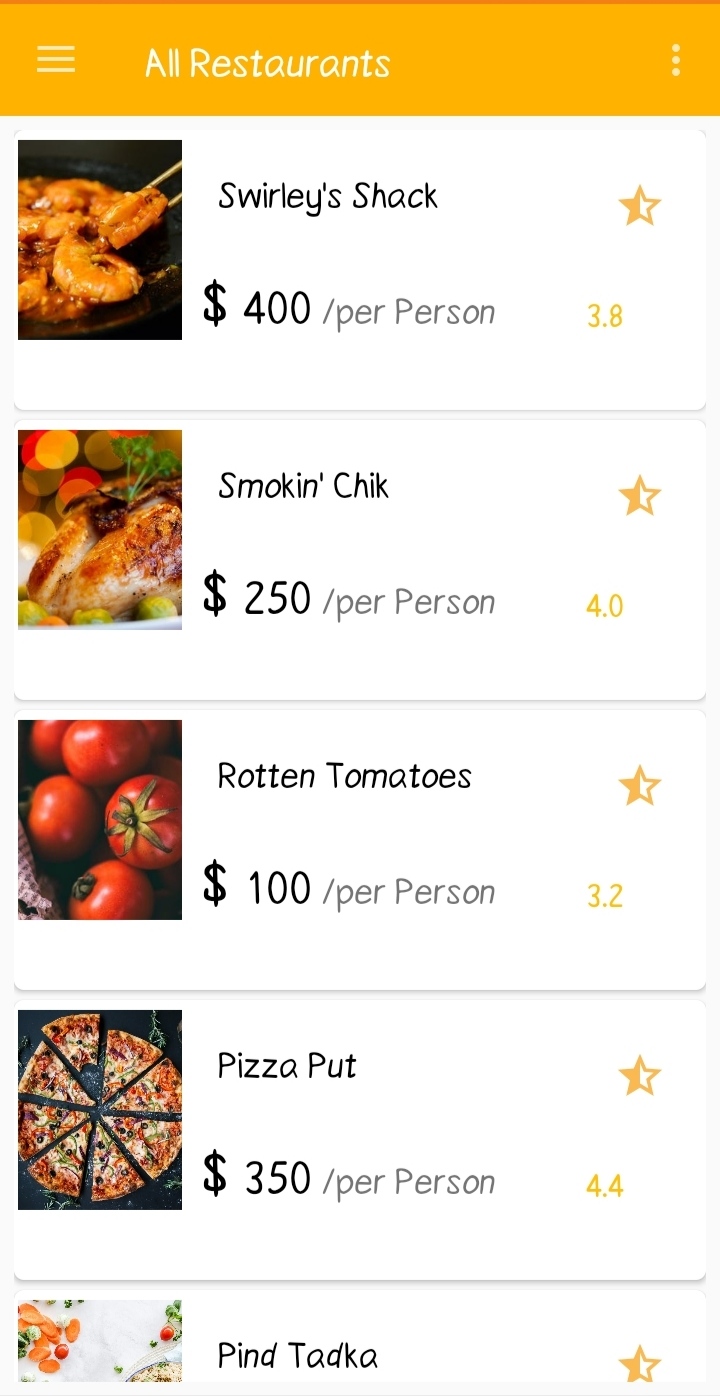 All Restaurants
Swirley's Shack
$ 400 /per Person 3.8
Smokin' Chik
$ 250 /per Person 4.0
Rotten Tomatoes
$ 100 /per Person 3.2
Pizza Put
$ 350 /per Person 4.4
Pind Tadka